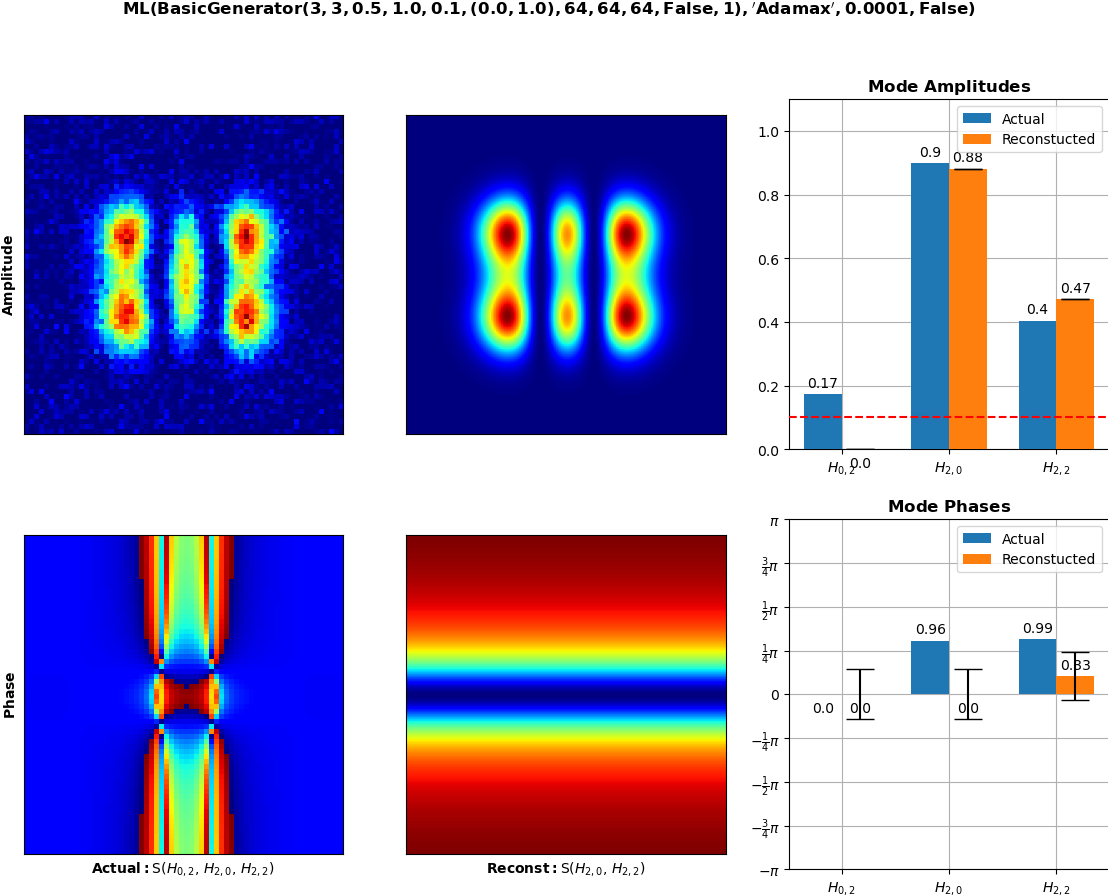 ML(BasicGenerator(3, 3, 0.5, 1.0, 0.1, (0.0, 1.0), 64, 64, 64, False, 1), ′Adamax′, 0.0001, False)
Amplitude
Mode Amplitudes
Actual
Reconstucted
1.0
0.8
0.6
0.4
0.2
0.0
0.17
0.0
0.9
0.88
0.4
0.47
H0, 2
H2, 0
H2, 2
Phase
Actual: S(H0, 2, H2, 0, H2, 2)
Reconst: S(H2, 0, H2, 2)
Mode Phases
Actual
Reconstucted
π
3/4π
1/2π
1/4π
0
−1/4π
−1/2π
−3/4π
−π
0.0
0.0
0.96
0.0
0.99
0.33
H0, 2
H2, 0
H2, 2